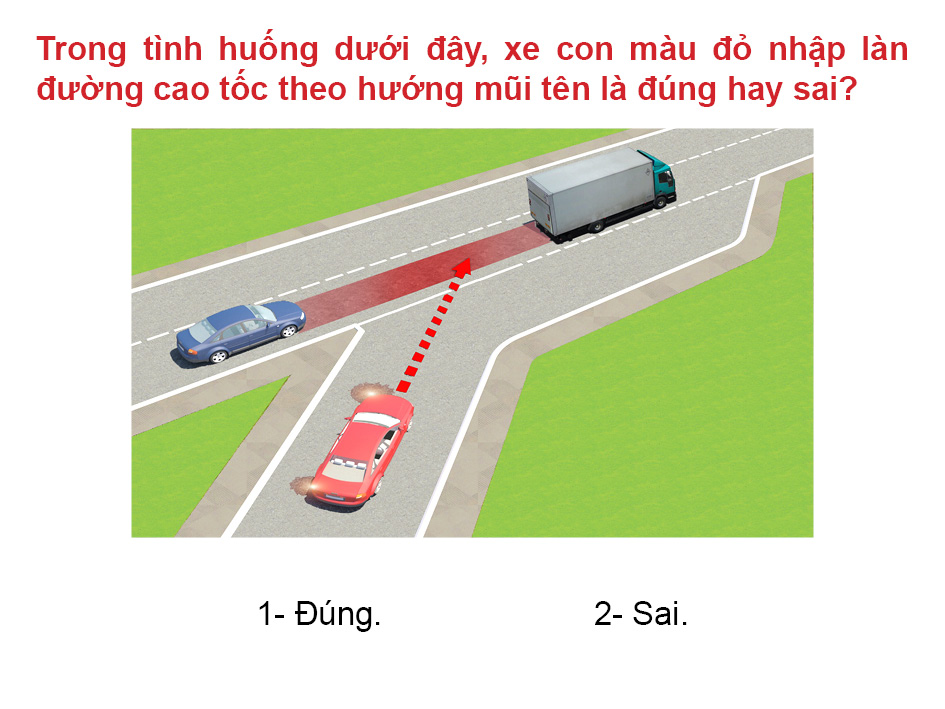 Trong tình huống dưới đây, xe con màu đỏ nhập làn
đường cao tốc theo hướng mũi tên là đúng hay sai?
1- Đúng. 2- Sai.